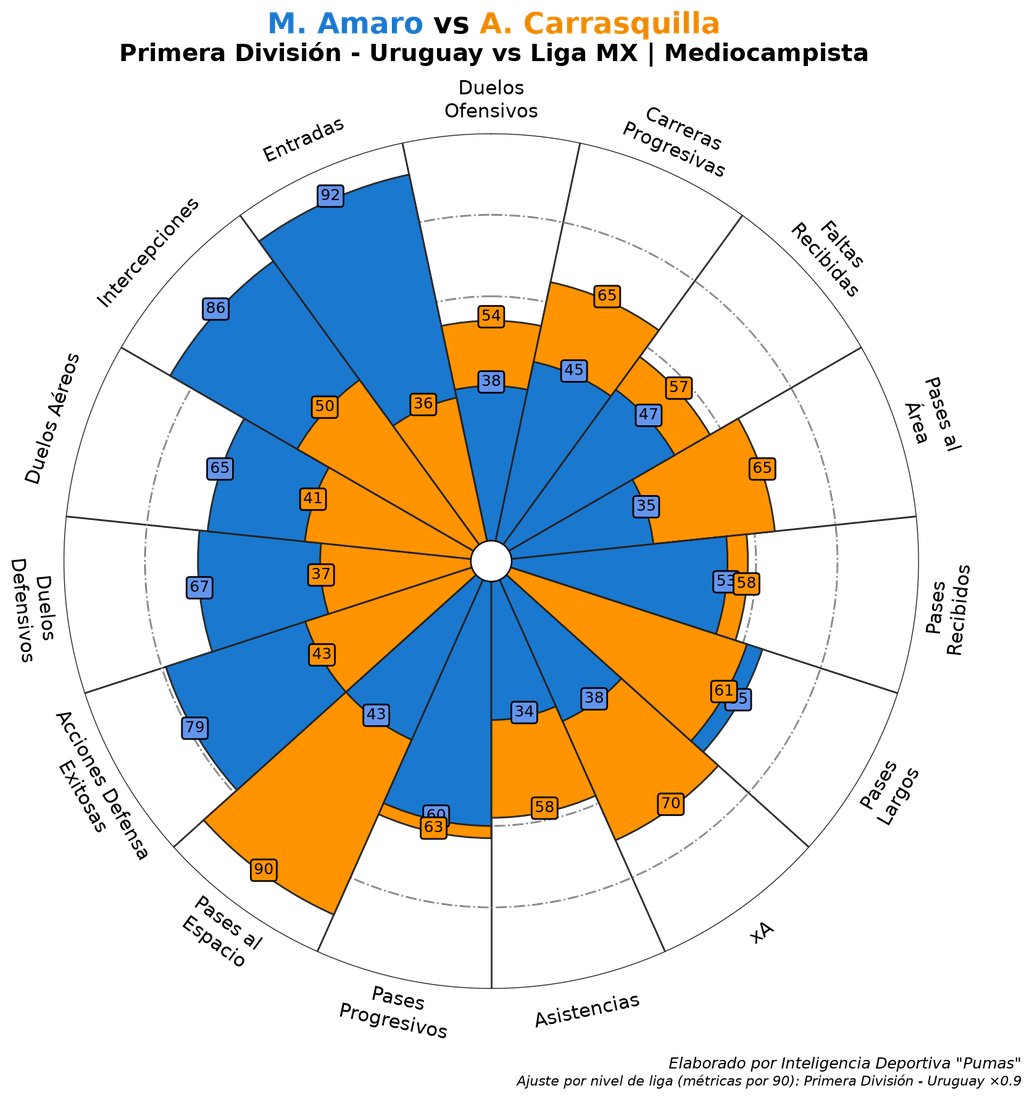 M. Amaro vs A. Carrasquilla
Primera División - Uruguay vs Liga MX | Mediocampista
Duelos
Ofensivos
Carreras
Progresivas
Faltas
Recibidas
Pases al
Área
Pases
Recibidos
Pases
Largos
xA
Asistencias
Pases
Progresivos
Pases al
Espacio
Acciones Defensa
Exitosas
Duelos
Defensivos
Duelos Aéreos
Intercepciones
Entradas
54
38
65
45
57
47
65
35
53
58
61
70
38
58
34
60
63
90
43
79
43
67
37
65
41
86
50
92
36
Elaborado por Inteligencia Deportiva "Pumas"
Ajuste por nivel de liga (métricas por 90): Primera División - Uruguay ×0.9